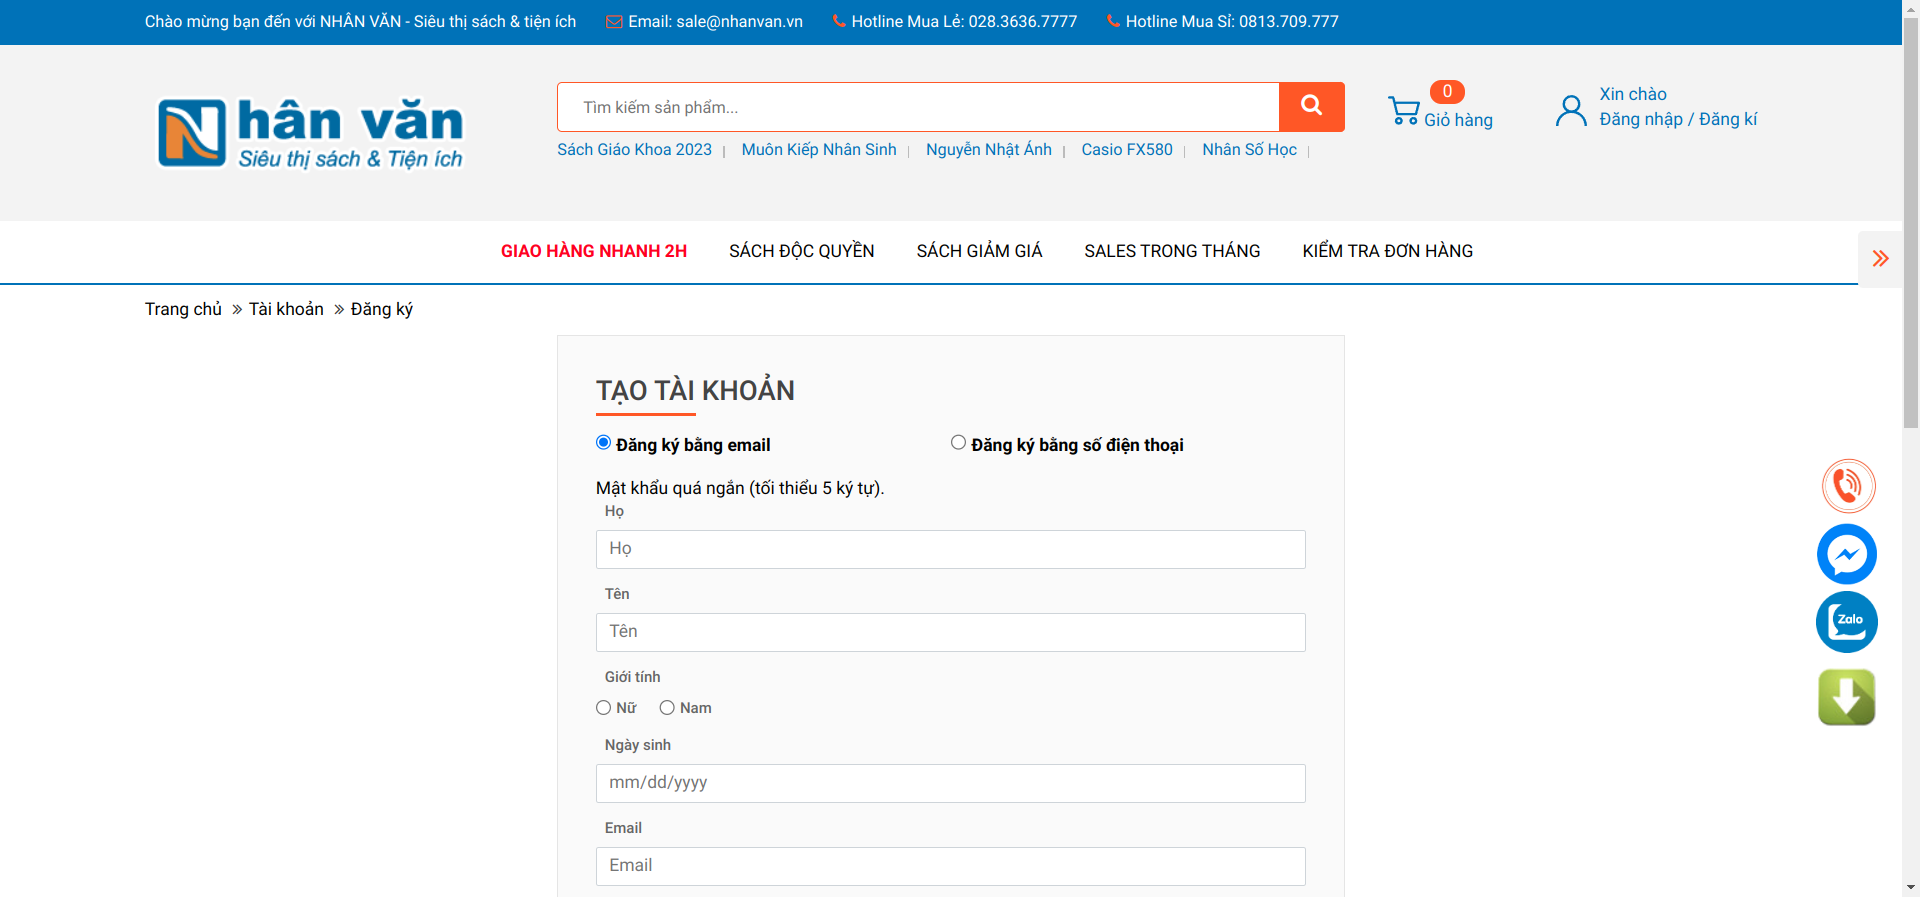 Chào mừng bạn đến với NHÂN VĂN - Siêu thị sách & tiện ích Email: sale@nhanvan.vn Hotline Mua Lẻ: 028.3636.7777 Hotline Mua Sỉ: 0813.709.777
Nhân văn
Siêu thị sách & Tiện ích
Tìm kiếm sản phẩm...
0
Giỏ hàng
Xin chào
Đăng nhập / Đăng kí
Sách Giáo Khoa 2023 | Muôn Kiếp Nhân Sinh | Nguyễn Nhật Ánh | Casio FX580 | Nhân Số Học |
GIAO HÀNG NHANH 2H SÁCH ĐỘC QUYỀN SÁCH GIẢM GIÁ SALES TRONG THÁNG KIỂM TRA ĐƠN HÀNG
Trang chủ » Tài khoản » Đăng ký
TẠO TÀI KHOẢN
Đăng ký bằng email Đăng ký bằng số điện thoại
Mật khẩu quá ngắn (tối thiểu 5 ký tự).
Họ
Họ
Tên
Tên
Giới tính
Nữ Nam
Ngày sinh
mm/dd/yyyy
Email
Email
Zalo